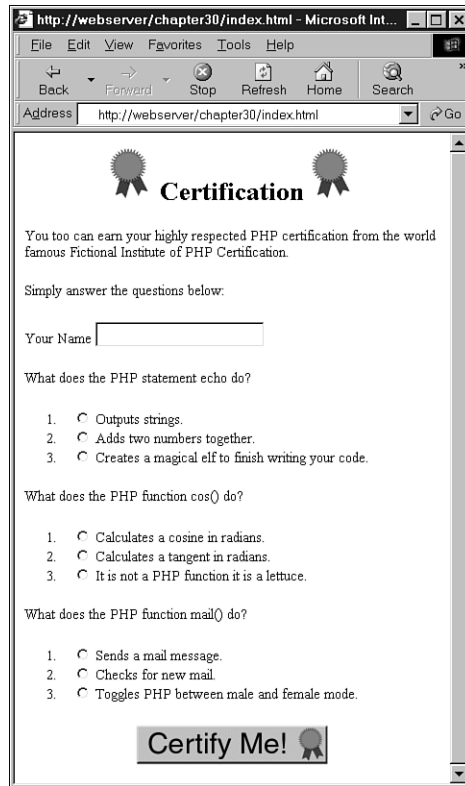 http://webserver/chapter30/index.html - Microsoft Int...
File Edit View Favorites Tools Help
Back Forward Stop Refresh Home Search »
Address http://webserver/chapter30/index.html Go
Certification
You too can earn your highly respected PHP certification from the world
famous Fictional Institute of PHP Certification.
Simply answer the questions below:
Your Name
What does the PHP statement echo do?
1. Outputs strings.
2. Adds two numbers together.
3. Creates a magical elf to finish writing your code.
What does the PHP function cos() do?
1. Calculates a cosine in radians.
2. Calculates a tangent in radians.
3. It is not a PHP function it is a lettuce.
What does the PHP function mail() do?
1. Sends a mail message.
2. Checks for new mail.
3. Toggles PHP between male and female mode.
Certify Me!